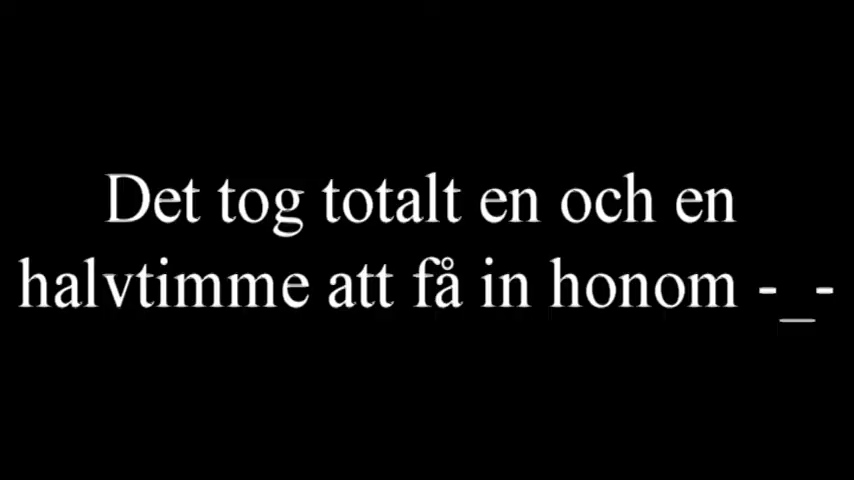 Det tog totalt en och en
halvtimme att få in honom -_-